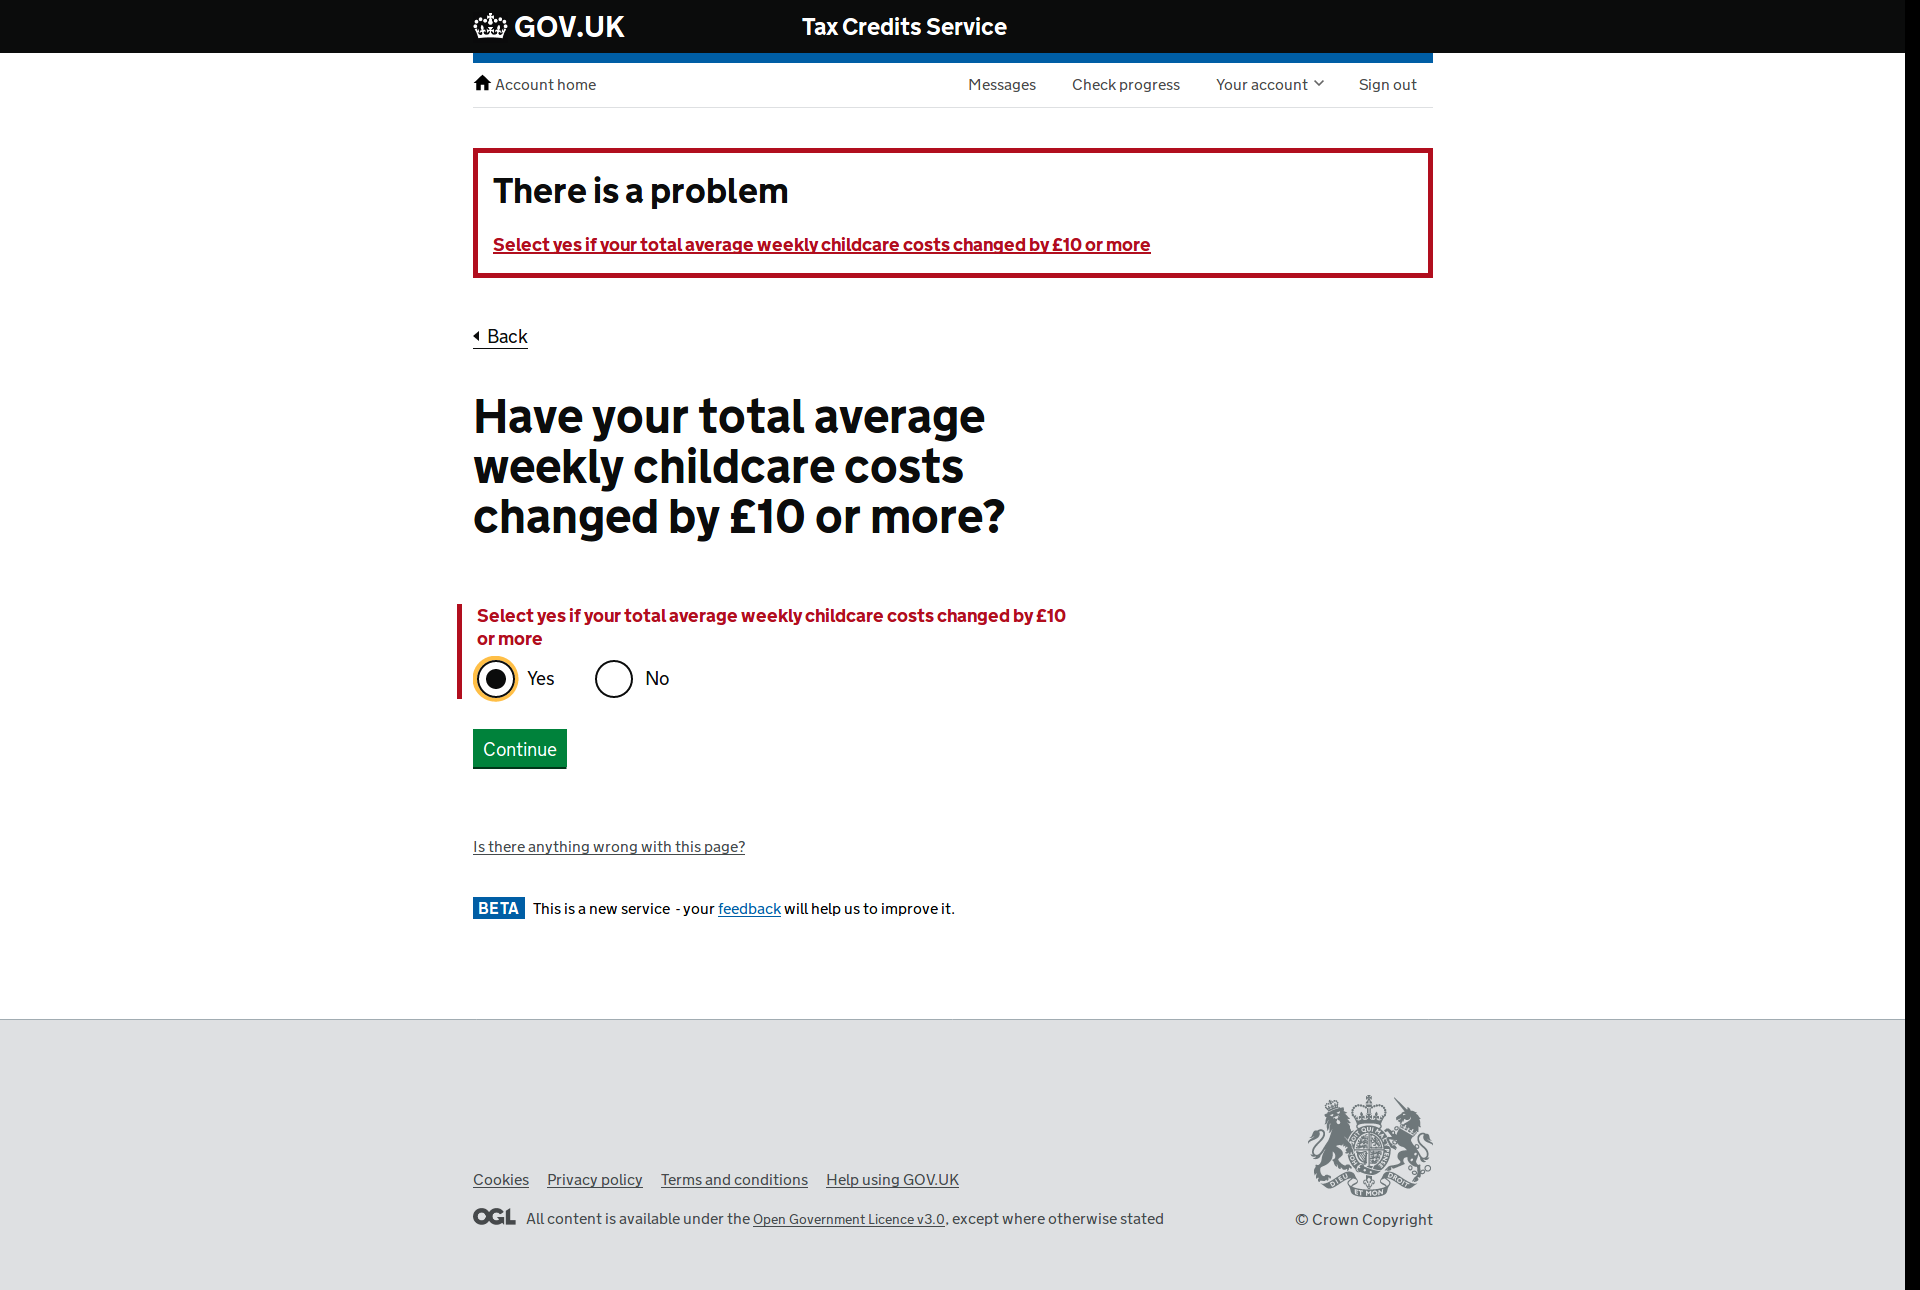 GOV.UK
Tax Credits Service
Account home
Messages
Check progress
Your account
Sign out
There is a problem
Select yes if your total average weekly childcare costs changed by £10 or more
Back
Have your total average
weekly childcare costs
changed by £10 or more?
Select yes if your total average weekly childcare costs changed by £10
or more
Yes
No
Continue
Is there anything wrong with this page?
BETA This is a new service - your feedback will help us to improve it.
Cookies
Privacy policy
Terms and conditions
Help using GOV.UK
OGL All content is available under the Open Government Licence v3.0, except where otherwise stated
© Crown Copyright